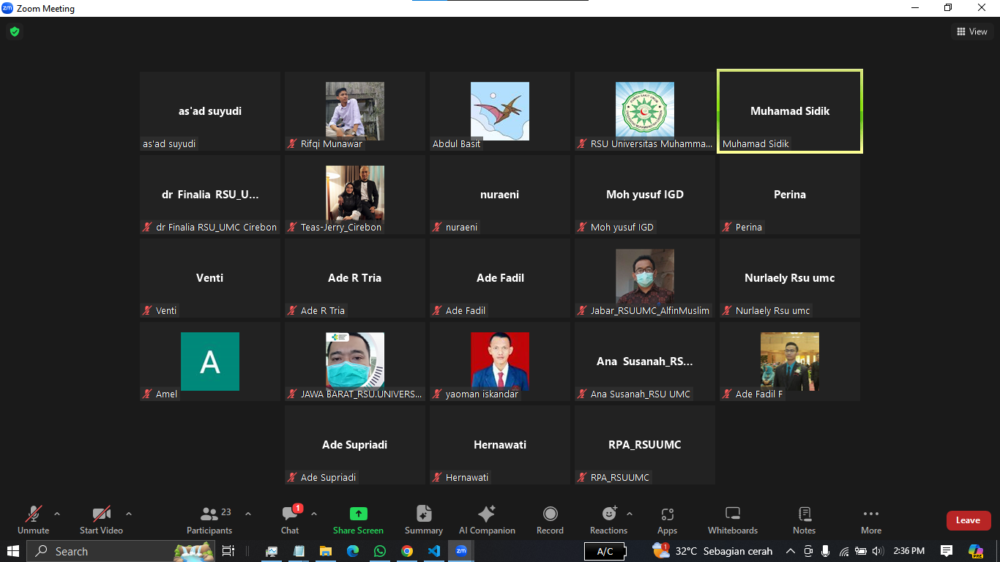 Zoom Meeting
View
as'ad suyudi
as'ad suyudi
Rifqi Munawar
Abdul Basit
RSU Universitas Muhamma...
Muhamad Sidik
Muhamad Sidik
dr Finalia RSU_U...
dr Finalia RSU_UMC Cirebon
Teas-Jerry_Cirebon
nuraeni
nuraeni
Moh yusuf IGD
Moh yusuf IGD
Perina
Perina
Venti
Venti
Ade R Tria
Ade R Tria
Ade Fadil
Ade Fadil
Jabar_RSUUMC_AlfinMuslim
Nurlaely Rsu umc
Nurlaely Rsu umc
A
Amel
JAWA BARAT_RSU.UNIVERS...
yaoman iskandar
Ana Susanah_RS...
Ana Susanah_RSU UMC
Ade Fadil F
Ade Supriadi
Ade Supriadi
Hernawati
Hernawati
RPA_RSUUMC
RPA_RSUUMC
Unmute
Start Video
23
Participants
1
Chat
Share Screen
Summary
AI Companion
Record
Reactions
Apps
Whiteboards
Notes
More
Leave
Search
zm
A/C
1
32°C Sebagian cerah
2:36 PM